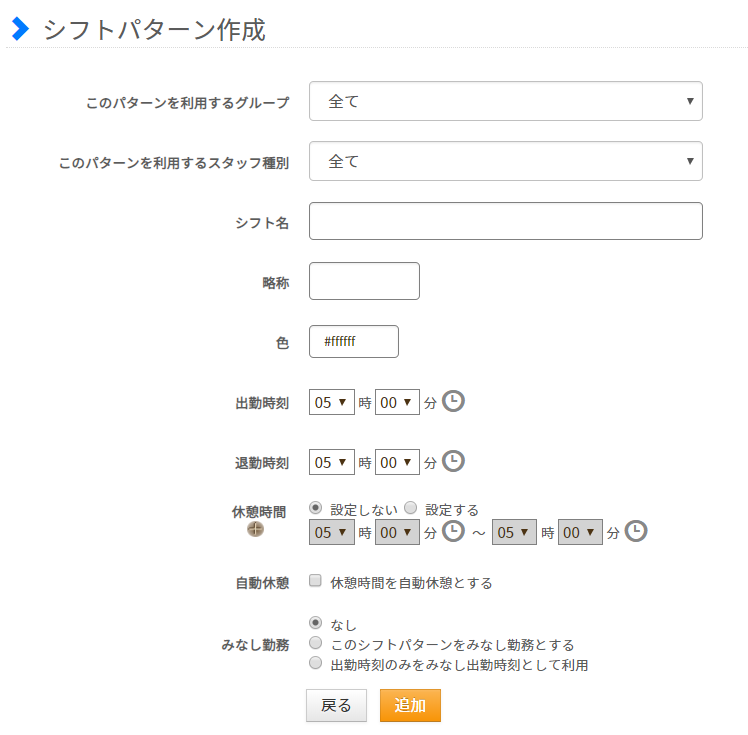 シフトパターン作成
このパターンを利用するグループ 全て
このパターンを利用するスタッフ種別 全て
シフト名
略称
色 #ffffff
出勤時刻 05 時 00 分
退勤時刻 05 時 00 分
休憩時間 設定しない 設定する
05 時 00 分 ～ 05 時 00 分
自動休憩 休憩時間を自動休憩とする
なし
みなし勤務 このシフトパターンをみなし勤務とする
出勤時刻のみをみなし出勤時刻として利用
戻る 追加